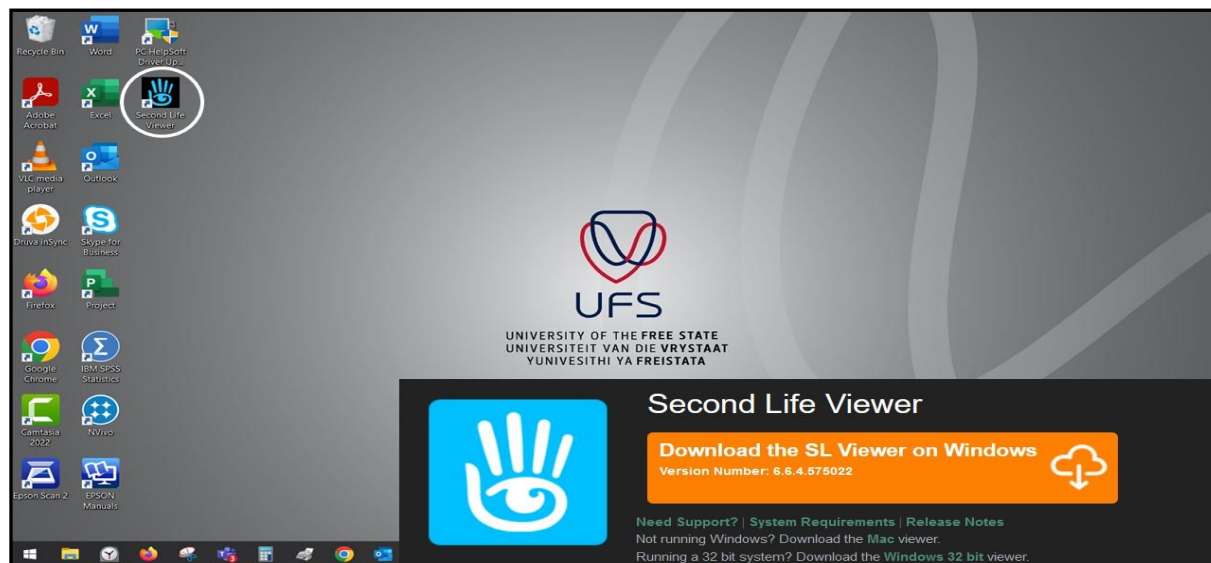 Recycle Bin
Word
PC HelpSoft
Driver Up...
Adobe
Acrobat
Excel
Second Life
Viewer
VLC media
player
Outlook
Druva inSync
Skype for
Business
Firefox
Project
Google
Chrome
IBM SPSS
Statistics
Camtasia
2022
NVivo
Epson Scan 2
EPSON
Manuals
UFS
UNIVERSITY OF THE FREE STATE
UNIVERSITEIT VAN DIE VRYSTAAT
YUNIVESITHI YA FREISTATA
Second Life Viewer
Download the SL Viewer on Windows
Version Number: 6.6.4.575022
Need Support? | System Requirements | Release Notes
Not running Windows? Download the Mac viewer.
Running a 32 bit system? Download the Windows 32 bit viewer.